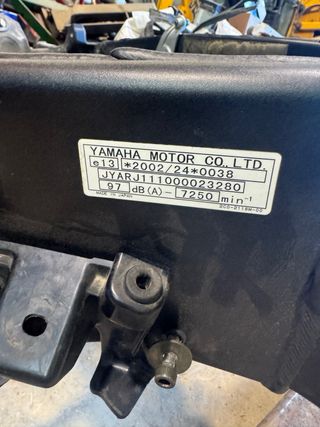 YAMAHA MOTOR CO., LTD.
e13 *2002/24*0038
JYARJ111000023280
97 dB(A) - 7250 min⁻¹
MADE IN JAPAN